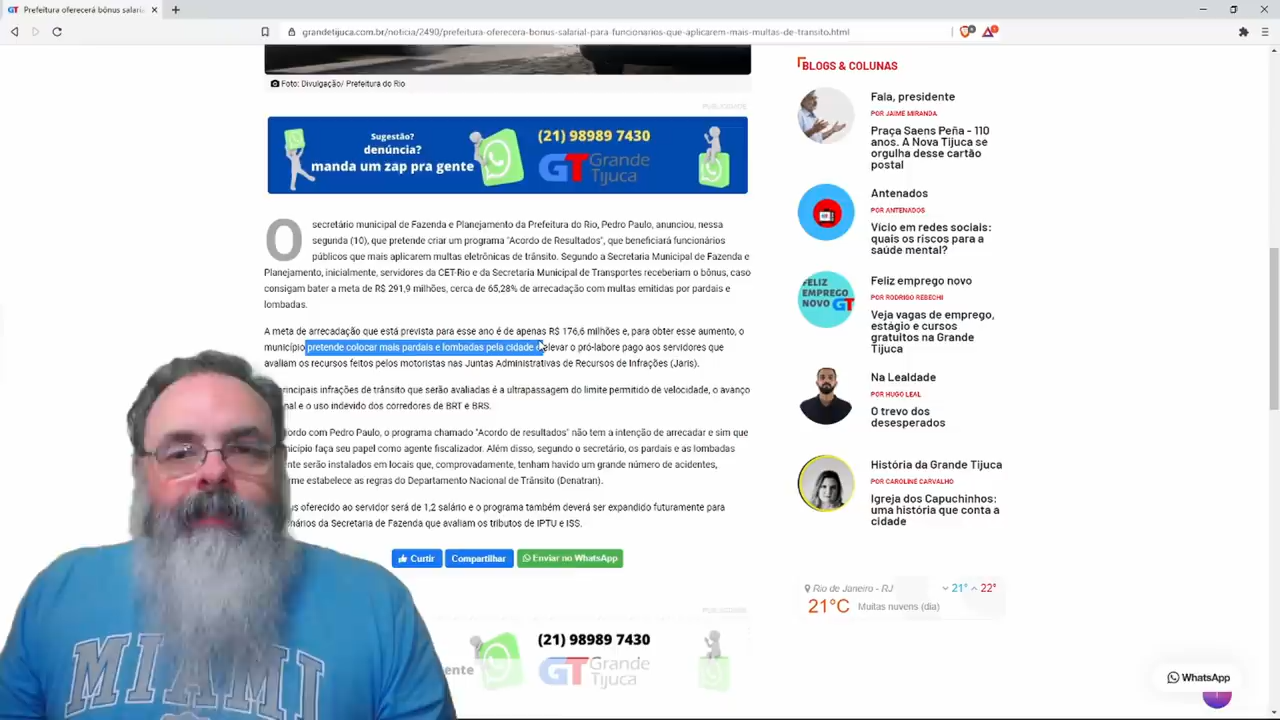 GT Prefeitura oferecerá bônus salari
grandetijuca.com.br/noticia/2490/prefeitura-oferecera-bonus-salarial-para-funcionarios-que-aplicarem-mais-multas-de-transito.html
Foto: Divulgação/ Prefeitura do Rio
PUBLICIDADE
Sugestão?
denúncia?
manda um zap pra gente
(21) 98989 7430
GT Grande
Tijuca
O secretário municipal de Fazenda e Planejamento da Prefeitura do Rio, Pedro Paulo, anunciou, nessa
segunda (10), que pretende criar um programa "Acordo de Resultados", que beneficiará funcionários
públicos que mais aplicarem multas eletrônicas de trânsito. Segundo a Secretaria Municipal de Fazenda e
Planejamento, inicialmente, servidores da CET-Rio e da Secretaria Municipal de Transportes receberiam o bônus, caso
consigam bater a meta de R$ 291,9 milhões, cerca de 65,28% de arrecadação com multas emitidas por pardais e
lombadas.
A meta de arrecadação que está prevista para esse ano é de apenas R$ 176,6 milhões e, para obter esse aumento, o
município pretende colocar mais pardais e lombadas pela cidade elevar o pró-labore pago aos servidores que
avaliam os recursos feitos pelos motoristas nas Juntas Administrativas de Recursos de Infrações (Jaris).
principais infrações de trânsito que serão avaliadas é a ultrapassagem do limite permitido de velocidade, o avanço
e o uso indevido dos corredores de BRT e BRS.
com Pedro Paulo, o programa chamado "Acordo de resultados" não tem a intenção de arrecadar e sim que
faça seu papel como agente fiscalizador. Além disso, segundo o secretário, os pardais e as lombadas
serão instalados em locais que, comprovadamente, tenham havido um grande número de acidentes,
estabelece as regras do Departamento Nacional de Trânsito (Denatran).
oferecido ao servidor será de 1,2 salário e o programa também deverá ser expandido futuramente para
da Secretaria de Fazenda que avaliam os tributos de IPTU e ISS.
Curtir
Compartilhar
Enviar no WhatsApp
PUBLICIDADE
(21) 98989 7430
GT Grande
Tijuca
BLOGS & COLUNAS
Fala, presidente
POR JAIME MIRANDA
Praça Saens Peña - 110
anos. A Nova Tijuca se
orgulha desse cartão
postal
Antenados
POR ANTENADOS
Vício em redes sociais:
quais os riscos para a
saúde mental?
FELIZ
EMPREGO
NOVO GT
Feliz emprego novo
POR RODRIGO REBECHI
Veja vagas de emprego,
estágio e cursos
gratuitos na Grande
Tijuca
Na Lealdade
POR HUGO LEAL
O trevo dos
desesperados
História da Grande Tijuca
POR CAROLINE CARVALHO
Igreja dos Capuchinhos:
uma história que conta a
cidade
Rio de Janeiro - RJ
21° 22°
21°C
Muitas nuvens (dia)
WhatsApp
MIAMI